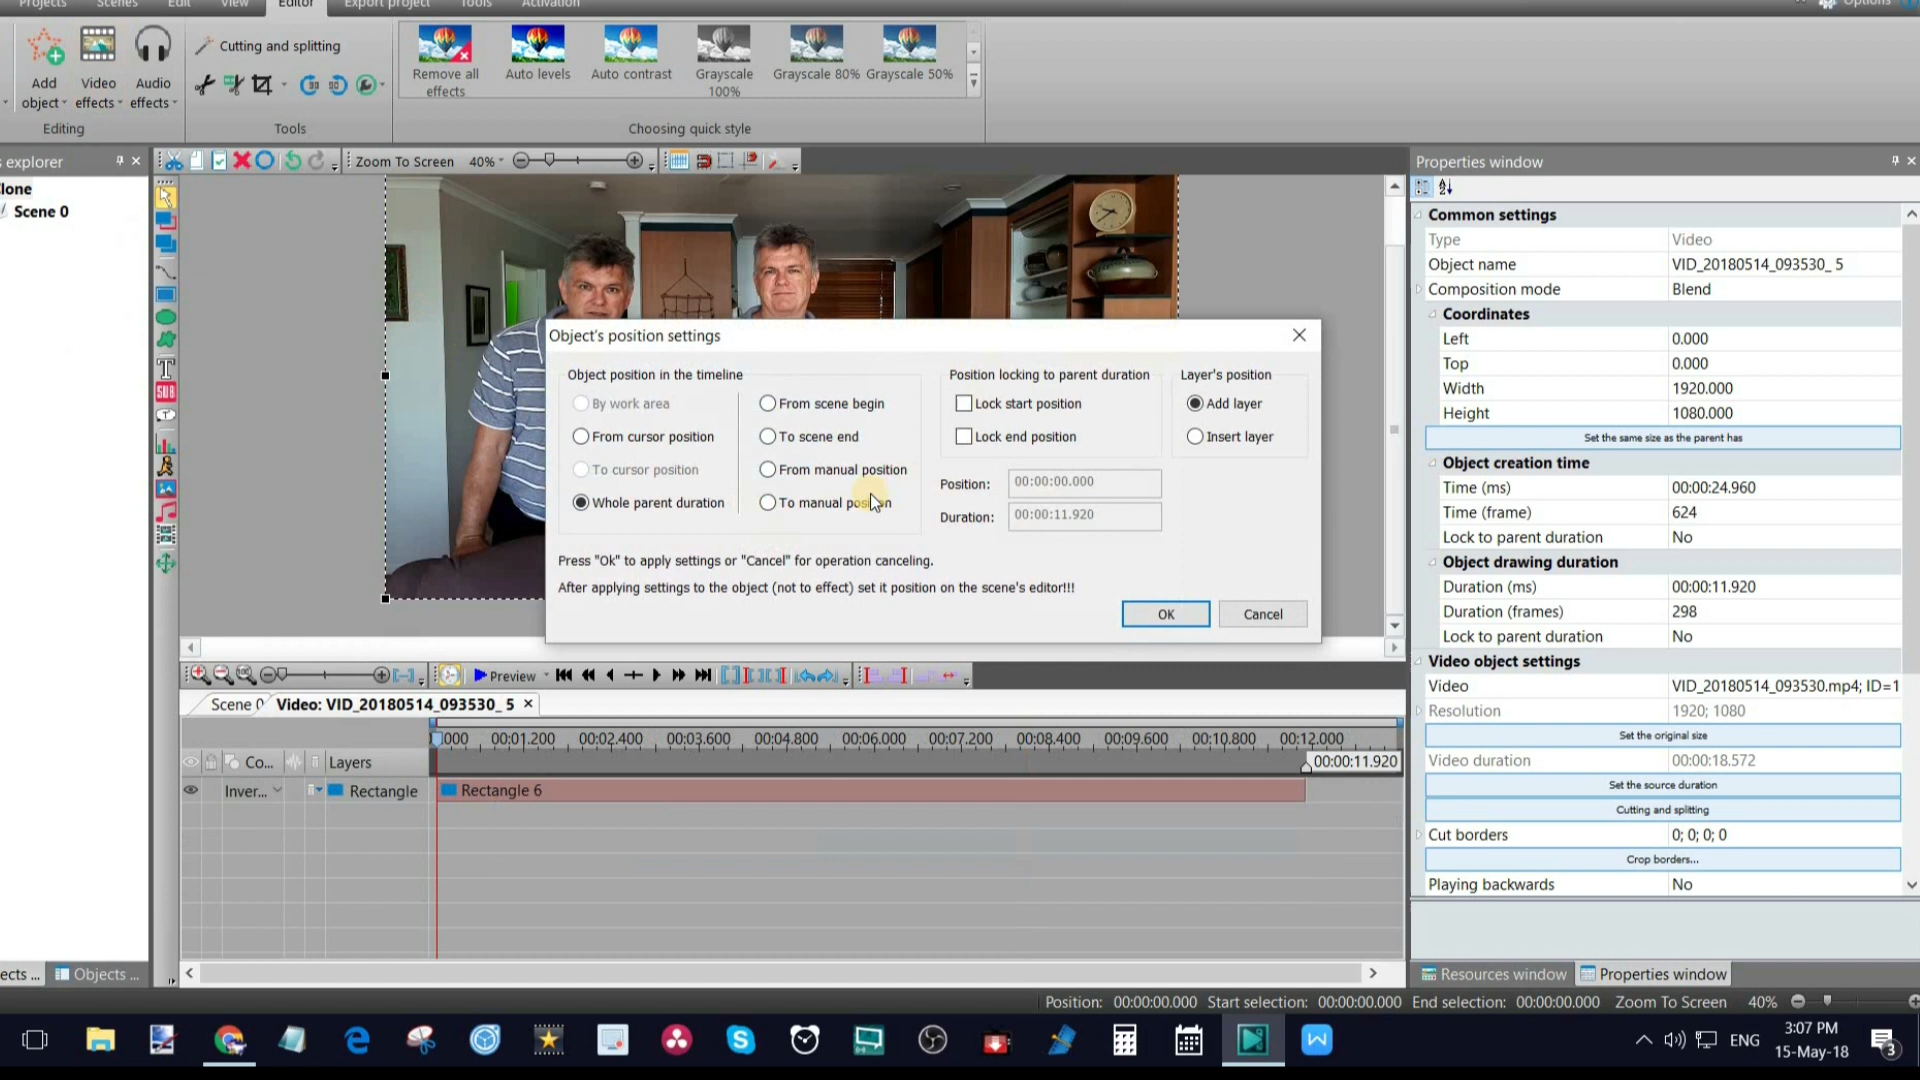 Projects Scenes Edit View Editor Export project Tools Activation Options
Cutting and splitting
Add object Video effects Audio effects
Remove all effects Auto levels Auto contrast Grayscale 100% Grayscale 80% Grayscale 50%
Editing Tools Choosing quick style
s explorer
Zoom To Screen 40%
Properties window
lone
Scene 0
SUB
Common settings
Type Video
Object name VID_20180514_093530_ 5
Composition mode Blend
Coordinates
Left 0.000
Top 0.000
Width 1920.000
Height 1080.000
Set the same size as the parent has
Object creation time
Time (ms) 00:00:24.960
Time (frame) 624
Lock to parent duration No
Object drawing duration
Duration (ms) 00:00:11.920
Duration (frames) 298
Lock to parent duration No
Video object settings
Video VID_20180514_093530.mp4; ID=1
Resolution 1920; 1080
Set the original size
Video duration 00:00:18.572
Set the source duration
Cutting and splitting
Cut borders 0; 0; 0; 0
Crop borders...
Playing backwards No
Object's position settings
Object position in the timeline
By work area
From cursor position
To cursor position
Whole parent duration
From scene begin
To scene end
From manual position
To manual position
Position locking to parent duration
Lock start position
Lock end position
Layer's position
Add layer
Insert layer
Position: 00:00:00.000
Duration: 00:00:11.920
Press "Ok" to apply settings or "Cancel" for operation canceling.
After applying settings to the object (not to effect) set it position on the scene's editor!!!
OK Cancel
Preview
Scene 0 Video: VID_20180514_093530_ 5
000 00:01.200 00:02.400 00:03.600 00:04.800 00:06.000 00:07.200 00:08.400 00:09.600 00:10.800 00:12.000
Co... Layers 00:00:11.920
Inver... Rectangle Rectangle 6
ects ... Objects ...
Resources window Properties window
Position: 00:00:00.000 Start selection: 00:00:00.000 End selection: 00:00:00.000 Zoom To Screen 40%
ENG
3:07 PM
15-May-18
3